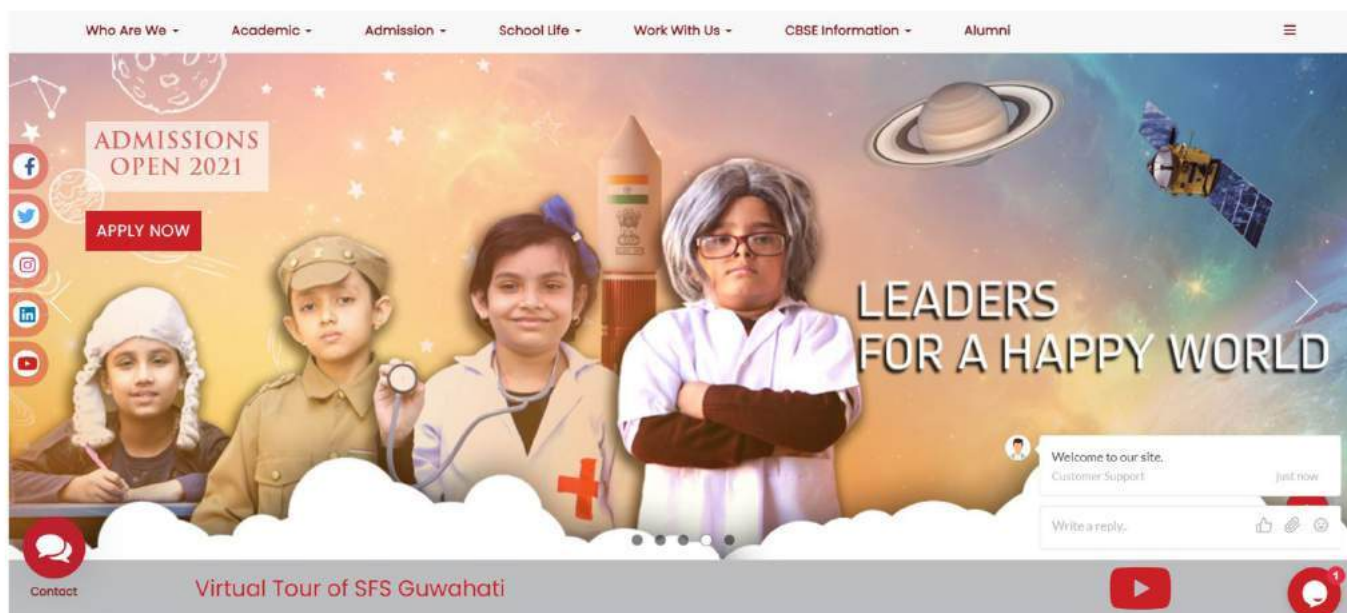 Who Are We
Academic
Admission
School Life
Work With Us
CBSE Information
Alumni
ADMISSIONS
OPEN 2021
APPLY NOW
LEADERS
FOR A HAPPY WORLD
Welcome to our site.
Customer Support
just now
Write a reply..
Contact
Virtual Tour of SFS Guwahati
1